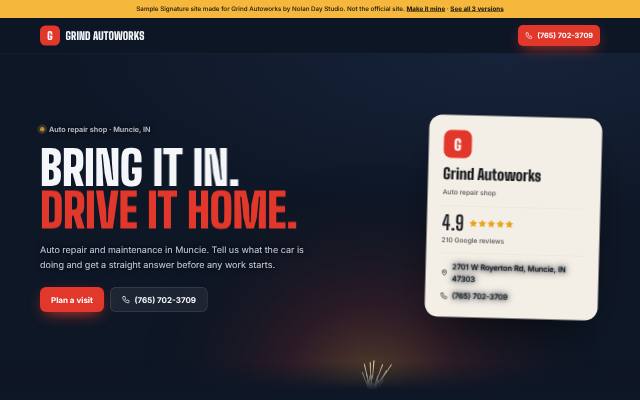 Sample Signature site made for Grind Autoworks by Nolan Day Studio. Not the official site. Make it mine · See all 3 versions
G GRIND AUTOWORKS
(765) 702-3709
Auto repair shop · Muncie, IN
BRING IT IN.
DRIVE IT HOME.
Auto repair and maintenance in Muncie. Tell us what the car is
doing and get a straight answer before any work starts.
Plan a visit
(765) 702-3709
G
Grind Autoworks
Auto repair shop
4.9 ★★★★★
210 Google reviews
2701 W Royerton Rd, Muncie, IN
47303
(765) 702-3709